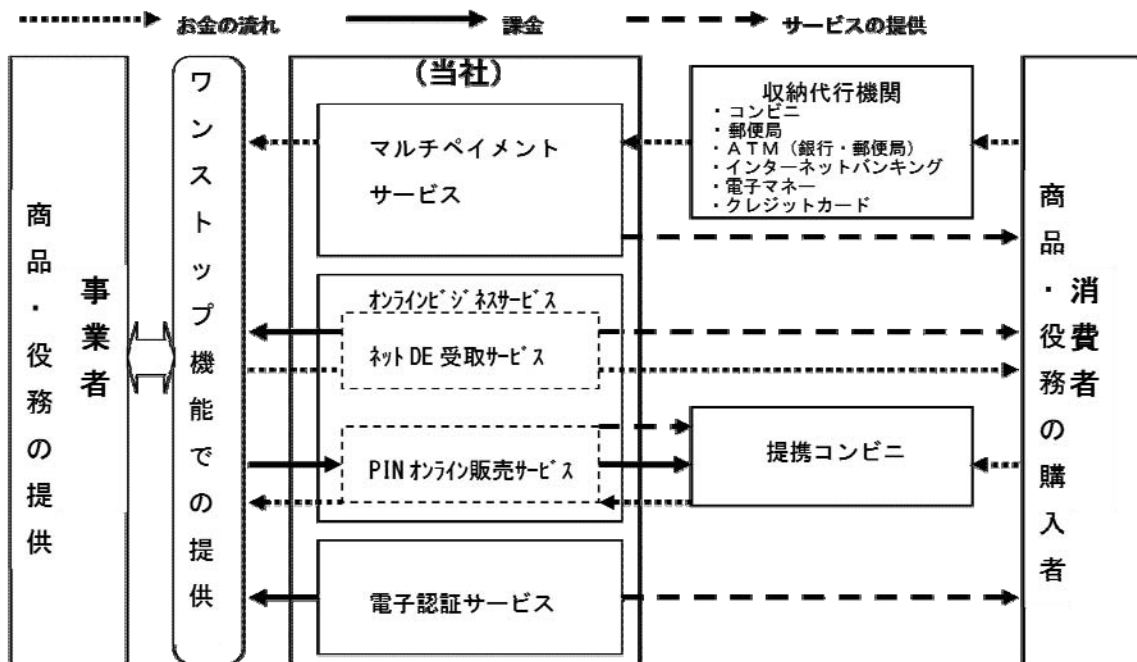 お金の流れ
課金
サービスの提供
商品・役務の提供
事業者
ワンストップ機能での提供
(当社)
マルチペイメント
サービス
オンラインビジネスサービス
ネットDE受取サービス
PINオンライン販売サービス
電子認証サービス
収納代行機関
・コンビニ
・郵便局
・ATM(銀行・郵便局)
・インターネットバンキング
・電子マネー
・クレジットカード
提携コンビニ
商品・役務の購入者
消費者